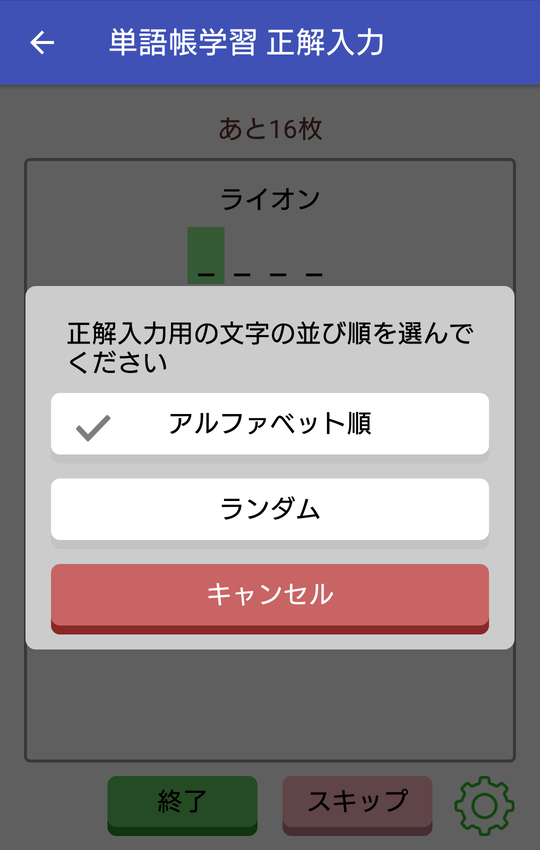 単語帳学習 正解入力
あと16枚
ライオン
_ _ _ _
正解入力用の文字の並び順を選んで
ください
アルファベット順
ランダム
キャンセル
終了
スキップ